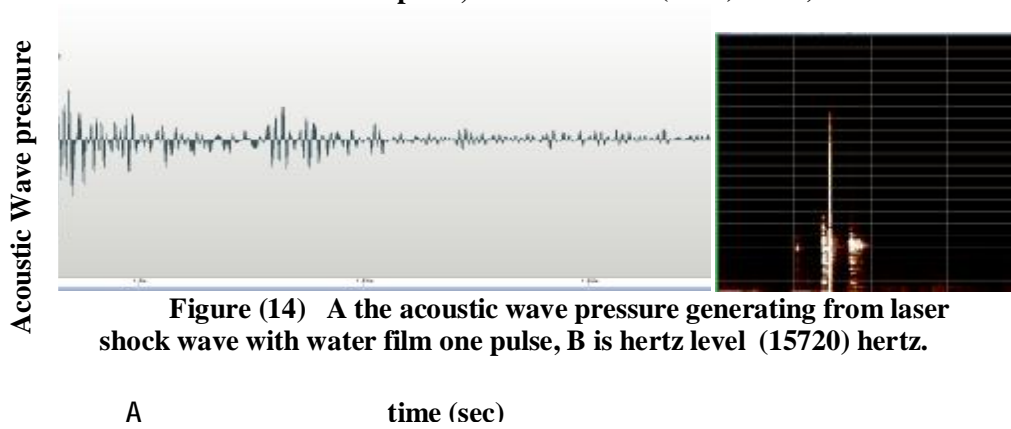 Acoustic Wave pressure
Figure (14) A the acoustic wave pressure generating from laser
shock wave with water film one pulse, B is hertz level (15720) hertz.
A time (sec)